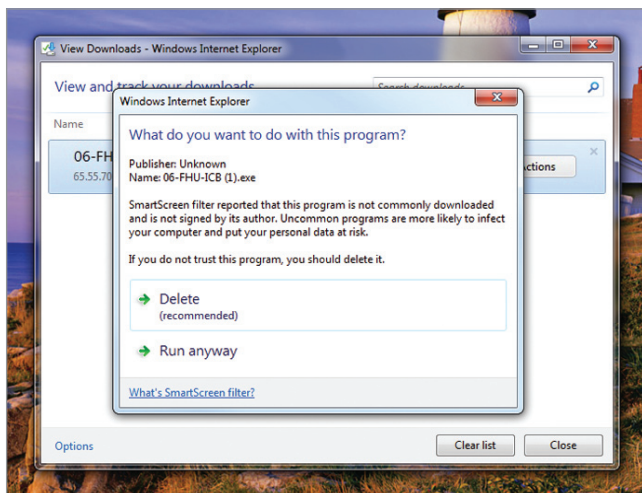 View Downloads - Windows Internet Explorer
View and track your downloads
Search downloads
Name
06-FH
65.55.70
Actions
Windows Internet Explorer
What do you want to do with this program?
Publisher: Unknown
Name: 06-FHU-ICB (1).exe
SmartScreen filter reported that this program is not commonly downloaded
and is not signed by its author. Uncommon programs are more likely to infect
your computer and put your personal data at risk.
If you do not trust this program, you should delete it.
Delete
(recommended)
Run anyway
What's SmartScreen filter?
Options
Clear list
Close